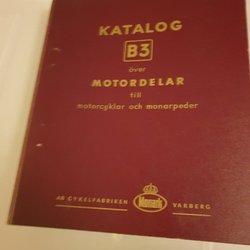 KATALOG
B3
över
MOTORDELAR
till
motorcyklar och monarpeder
AB CYKELFABRIKEN Monark VARBERG